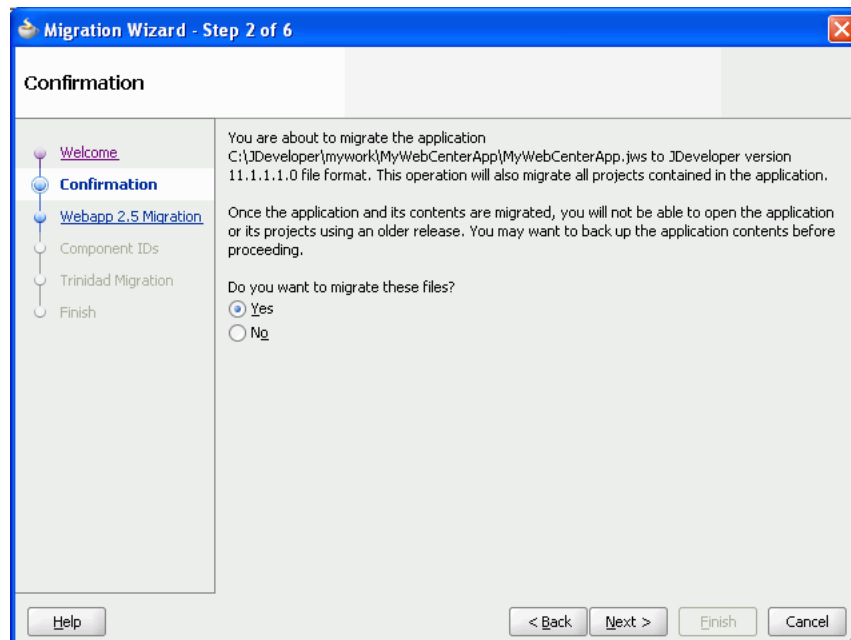 Migration Wizard - Step 2 of 6
Confirmation
Welcome
Confirmation
Webapp 2.5 Migration
Component IDs
Trinidad Migration
Finish
You are about to migrate the application
C:\JDeveloper\mywork\MyWebCenterApp\MyWebCenterApp.jws to JDeveloper version
11.1.1.1.0 file format. This operation will also migrate all projects contained in the application.
Once the application and its contents are migrated, you will not be able to open the application
or its projects using an older release. You may want to back up the application contents before
proceeding.
Do you want to migrate these files?
Yes
No
Help
< Back
Next >
Finish
Cancel